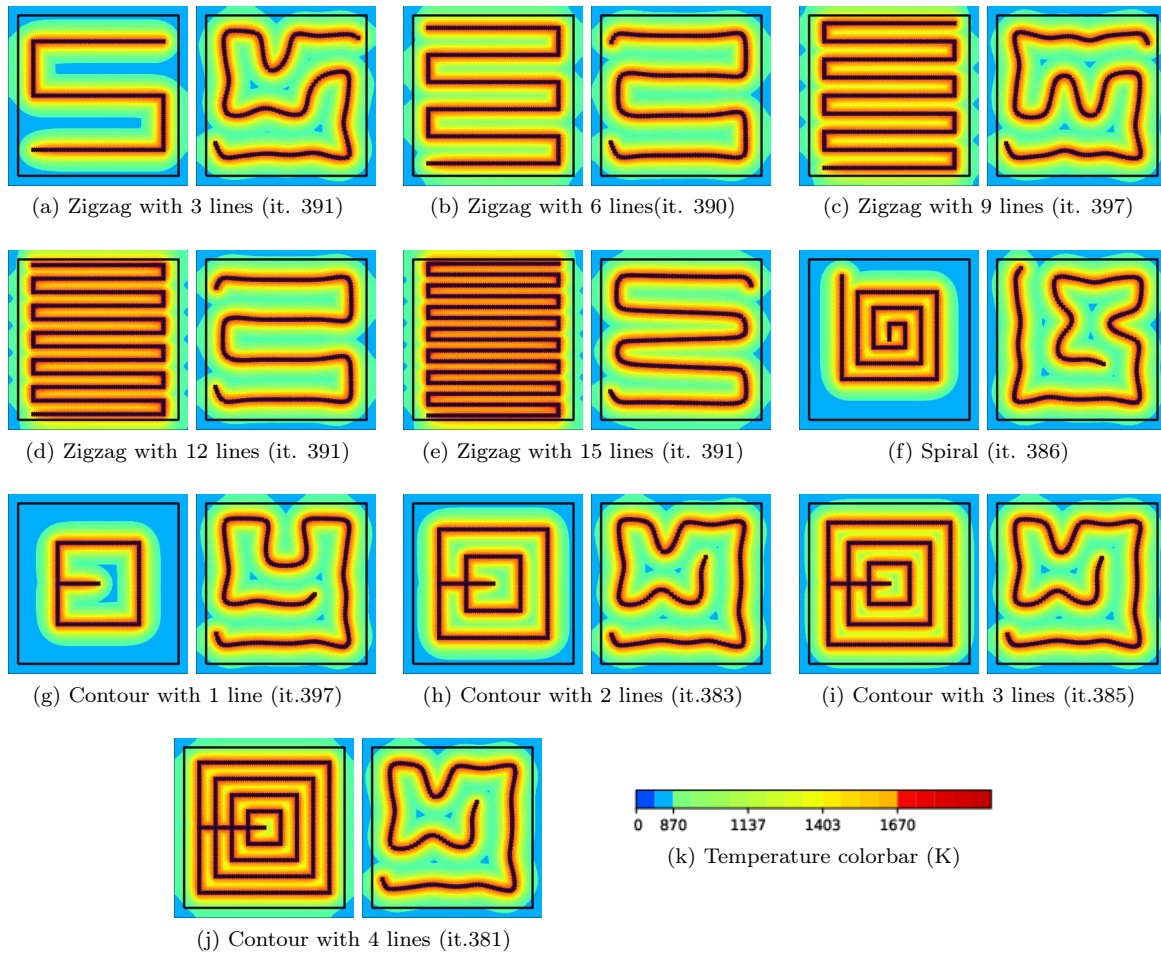 (a) Zigzag with 3 lines (it. 391)
(b) Zigzag with 6 lines(it. 390)
(c) Zigzag with 9 lines (it. 397)
(d) Zigzag with 12 lines (it. 391)
(e) Zigzag with 15 lines (it. 391)
(f) Spiral (it. 386)
(g) Contour with 1 line (it.397)
(h) Contour with 2 lines (it.383)
(i) Contour with 3 lines (it.385)
0 870 1137 1403 1670
(k) Temperature colorbar (K)
(j) Contour with 4 lines (it.381)